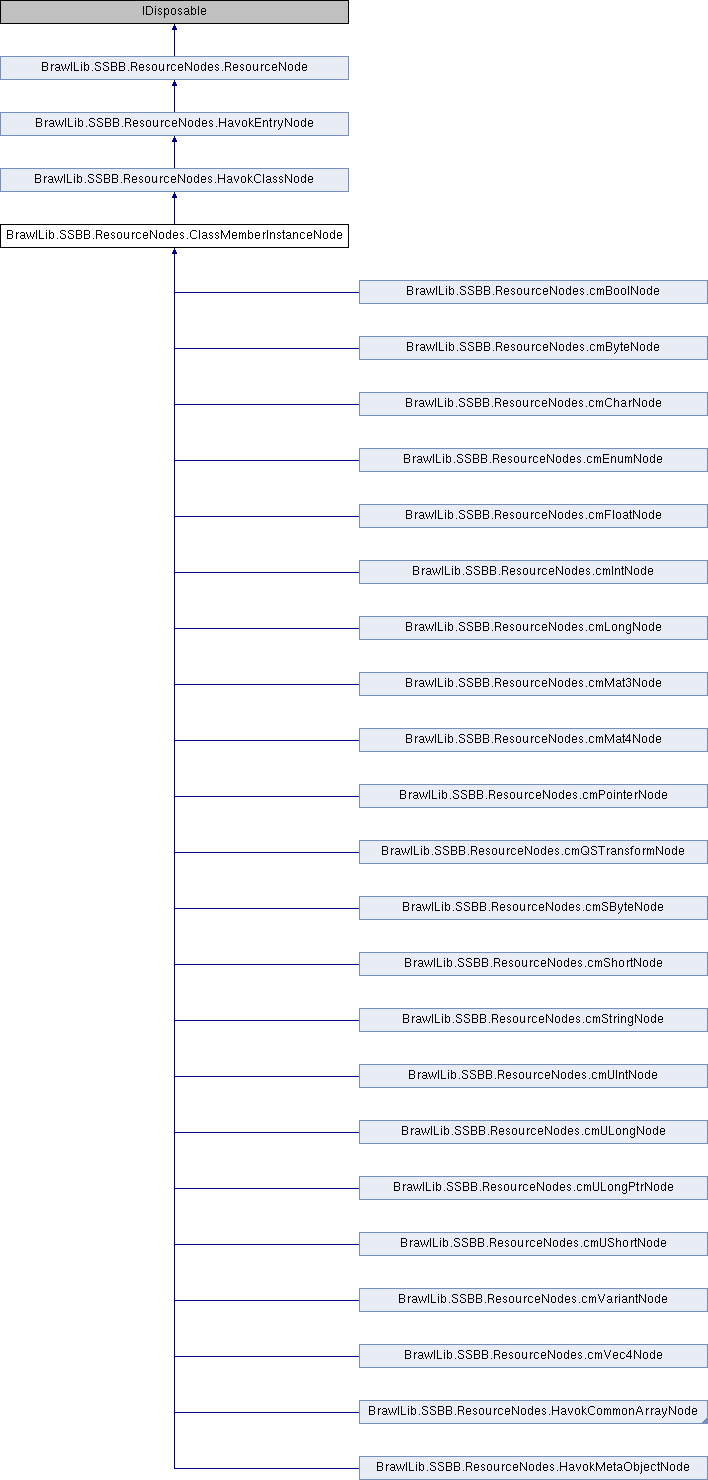 IDisposable
BrawlLib.SSBB.ResourceNodes.ResourceNode
BrawlLib.SSBB.ResourceNodes.HavokEntryNode
BrawlLib.SSBB.ResourceNodes.HavokClassNode
BrawlLib.SSBB.ResourceNodes.ClassMemberInstanceNode
BrawlLib.SSBB.ResourceNodes.cmBoolNode
BrawlLib.SSBB.ResourceNodes.cmByteNode
BrawlLib.SSBB.ResourceNodes.cmCharNode
BrawlLib.SSBB.ResourceNodes.cmEnumNode
BrawlLib.SSBB.ResourceNodes.cmFloatNode
BrawlLib.SSBB.ResourceNodes.cmIntNode
BrawlLib.SSBB.ResourceNodes.cmLongNode
BrawlLib.SSBB.ResourceNodes.cmMat3Node
BrawlLib.SSBB.ResourceNodes.cmMat4Node
BrawlLib.SSBB.ResourceNodes.cmPointerNode
BrawlLib.SSBB.ResourceNodes.cmQSTransformNode
BrawlLib.SSBB.ResourceNodes.cmSByteNode
BrawlLib.SSBB.ResourceNodes.cmShortNode
BrawlLib.SSBB.ResourceNodes.cmStringNode
BrawlLib.SSBB.ResourceNodes.cmUIntNode
BrawlLib.SSBB.ResourceNodes.cmULongNode
BrawlLib.SSBB.ResourceNodes.cmULongPtrNode
BrawlLib.SSBB.ResourceNodes.cmUShortNode
BrawlLib.SSBB.ResourceNodes.cmVariantNode
BrawlLib.SSBB.ResourceNodes.cmVec4Node
BrawlLib.SSBB.ResourceNodes.HavokCommonArrayNode
BrawlLib.SSBB.ResourceNodes.HavokMetaObjectNode